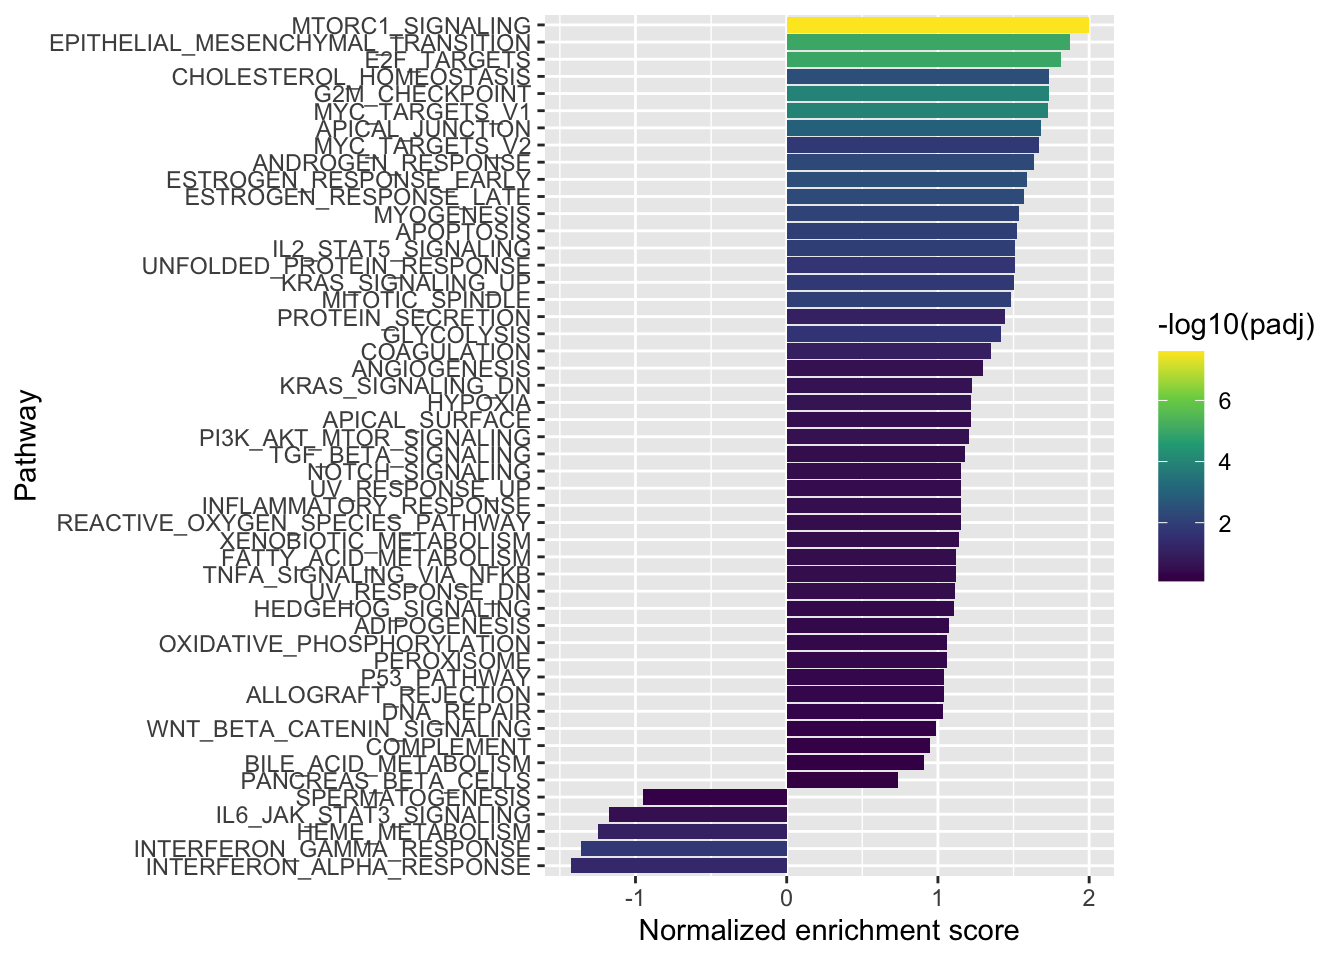 MTORC1_SIGNALING
EPITHELIAL_MESENCHYMAL_TRANSITION
E2F_TARGETS
CHOLESTEROL_HOMEOSTASIS
G2M_CHECKPOINT
MYC_TARGETS_V1
APICAL_JUNCTION
MYC_TARGETS_V2
ANDROGEN_RESPONSE
ESTROGEN_RESPONSE_EARLY
ESTROGEN_RESPONSE_LATE
MYOGENESIS
APOPTOSIS
IL2_STAT5_SIGNALING
UNFOLDED_PROTEIN_RESPONSE
KRAS_SIGNALING_UP
MITOTIC_SPINDLE
PROTEIN_SECRETION
GLYCOLYSIS
COAGULATION
ANGIOGENESIS
KRAS_SIGNALING_DN
HYPOXIA
APICAL_SURFACE
PI3K_AKT_MTOR_SIGNALING
TGF_BETA_SIGNALING
NOTCH_SIGNALING
UV_RESPONSE_UP
INFLAMMATORY_RESPONSE
REACTIVE_OXYGEN_SPECIES_PATHWAY
XENOBIOTIC_METABOLISM
FATTY_ACID_METABOLISM
TNFA_SIGNALING_VIA_NFKB
UV_RESPONSE_DN
HEDGEHOG_SIGNALING
ADIPOGENESIS
OXIDATIVE_PHOSPHORYLATION
PEROXISOME
P53_PATHWAY
ALLOGRAFT_REJECTION
DNA_REPAIR
WNT_BETA_CATENIN_SIGNALING
COMPLEMENT
BILE_ACID_METABOLISM
PANCREAS_BETA_CELLS
SPERMATOGENESIS
IL6_JAK_STAT3_SIGNALING
HEME_METABOLISM
INTERFERON_GAMMA_RESPONSE
INTERFERON_ALPHA_RESPONSE
Pathway
-1 0 1 2
Normalized enrichment score
-log10(padj)
6
4
2